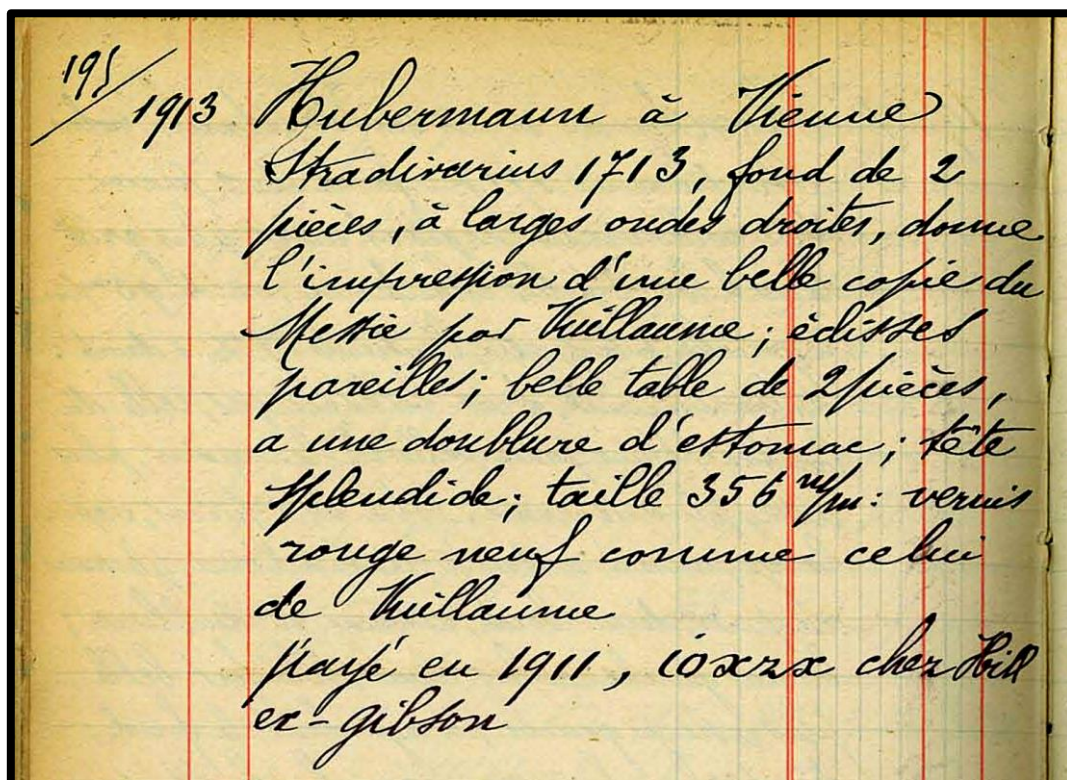 195/
1913 Hubermann à Vienne
Stradivarius 1713, fond de 2
pièces, à larges ondes droites, donne
l'impression d'une belle copie du
Messie par Vuillaume; éclisses
pareilles; belle table de 2 pièces,
a une doublure d'estomac; tête
splendide; taille 356 m/m: vernis
rouge neuf comme celui
de Vuillaume
payé en 1911, ioxzx chez Hill
ex-gibson